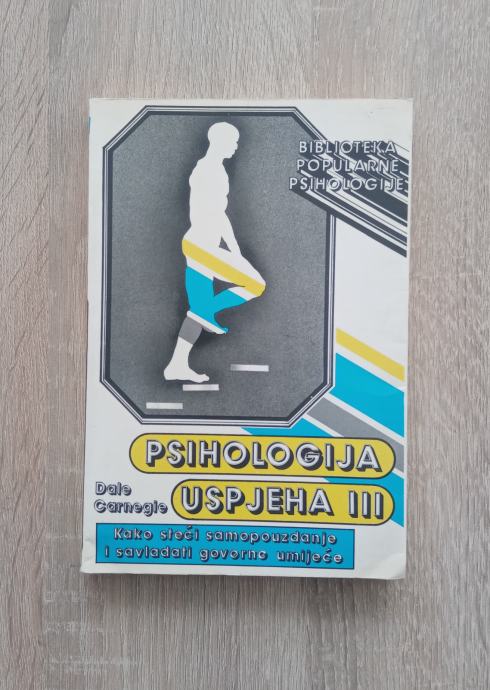 BIBLIOTEKA
POPULARNE
PSIHOLOGIJE
PSIHOLOGIJA
Dale
Carnegie
USPJEHA III
Kako steći samopouzdanje
i savladati govorno umijeće